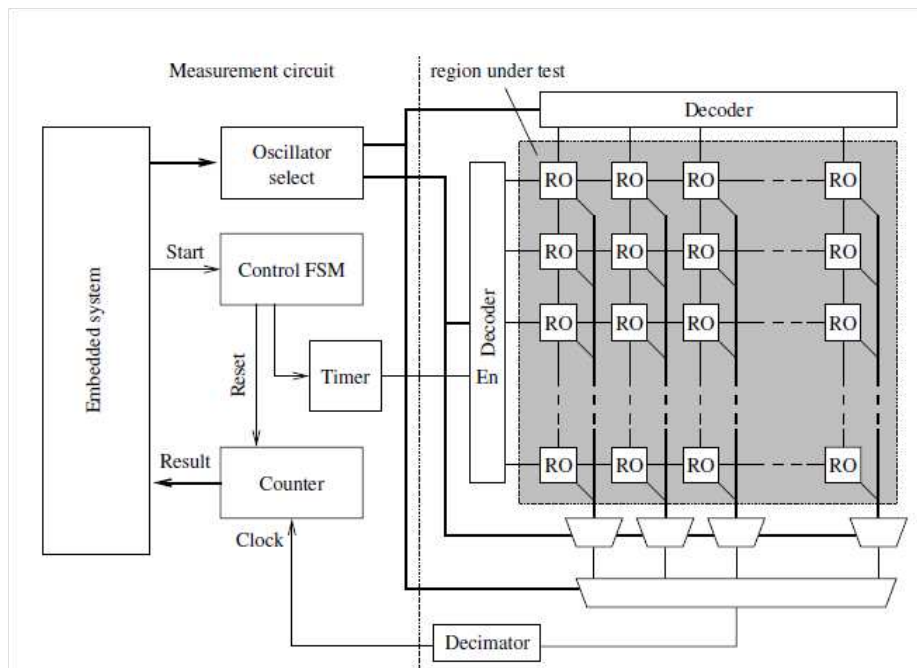 Measurement circuit
region under test
Decoder
Oscillator
select
Start
Control FSM
Embedded system
Reset
Timer
Decoder
En
RO RO RO RO
RO RO RO RO
RO RO RO RO
RO RO RO RO
Result
Counter
Clock
Decimator